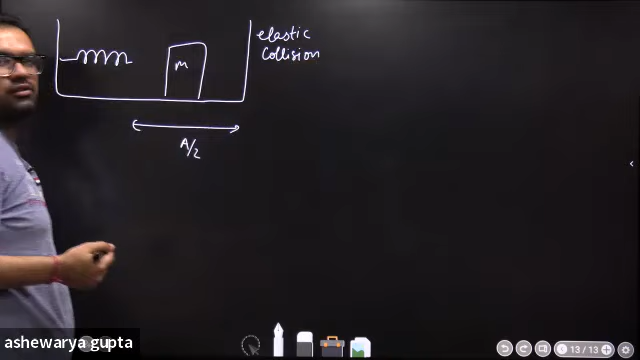 elastic
collision
m
A/2
ashewarya gupta
13 / 13